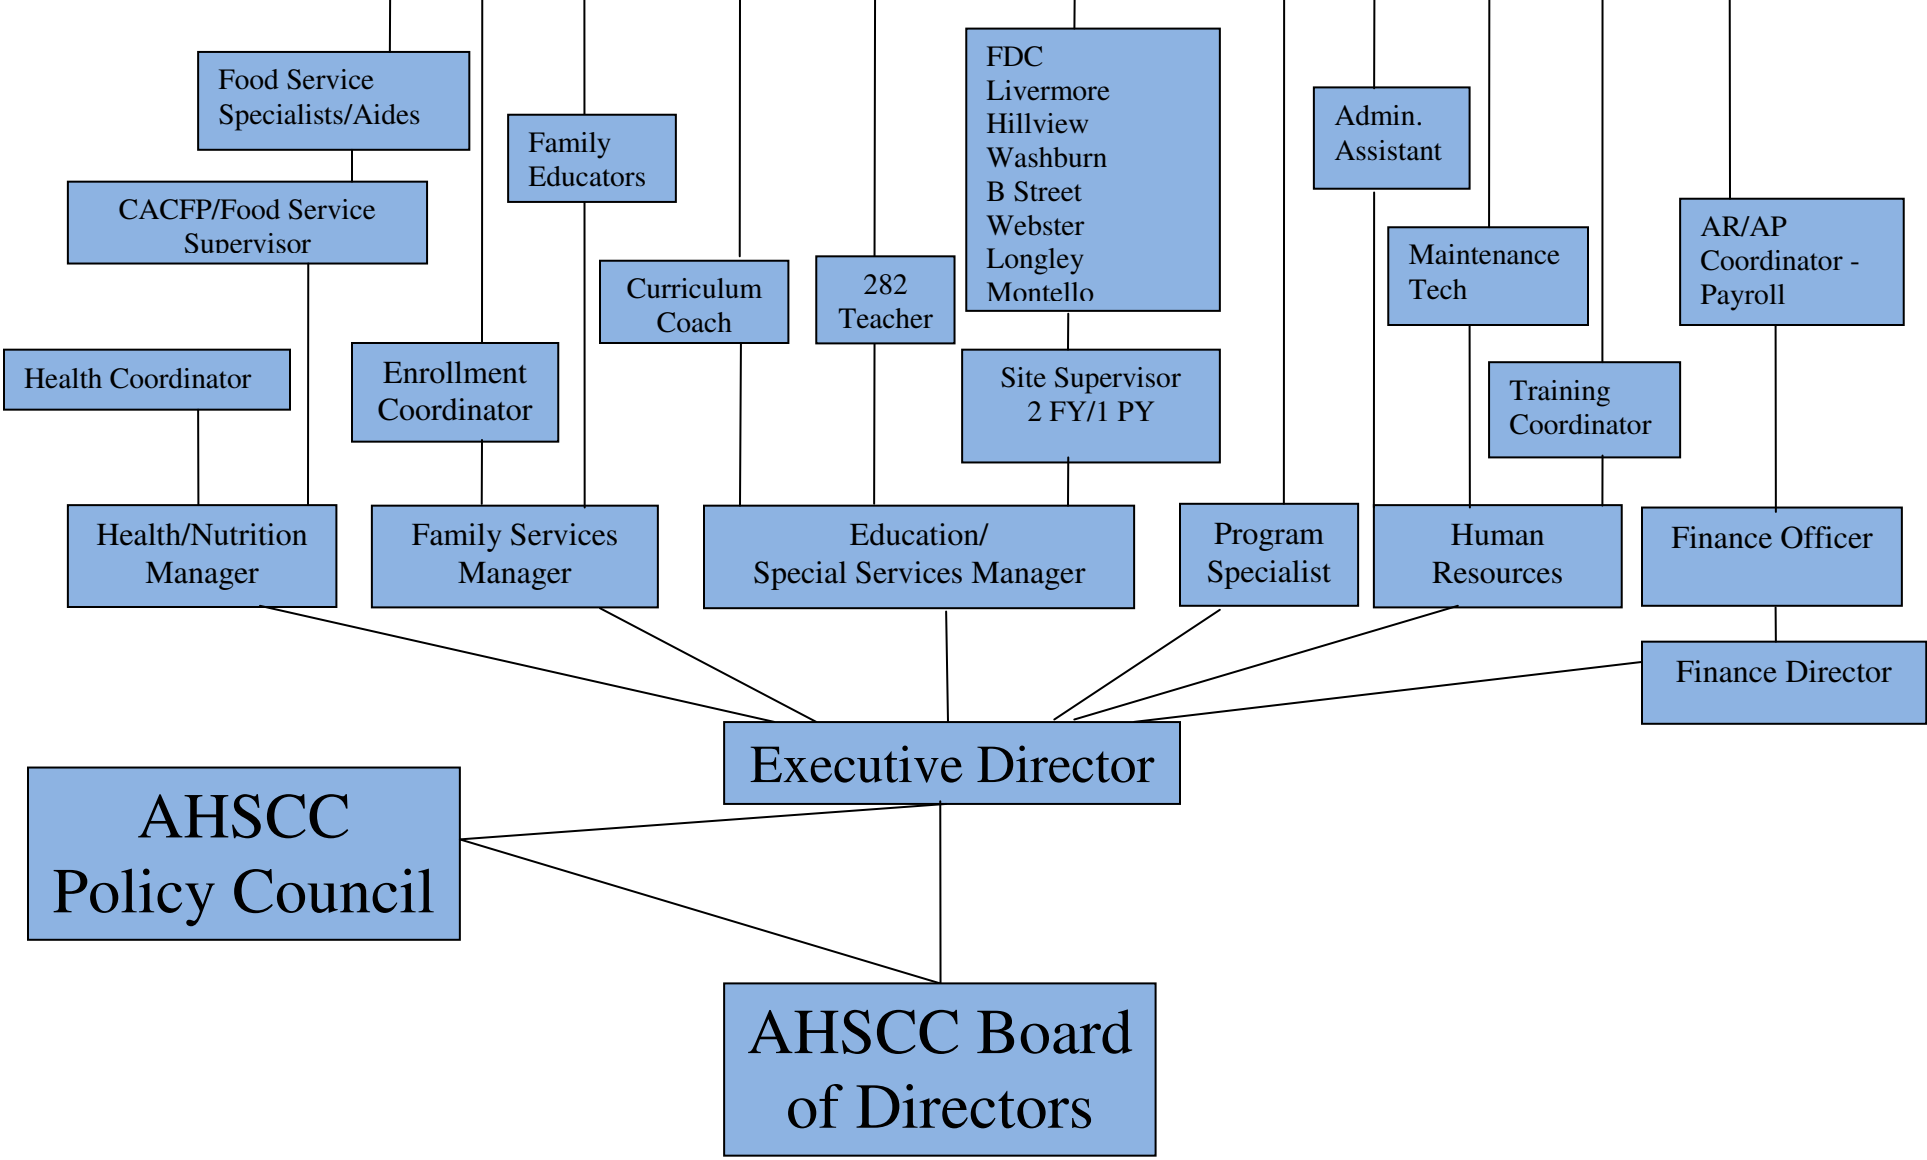 Food Service
Specialists/Aides
CACFP/Food Service
Supervisor
Health Coordinator
Family
Educators
Enrollment
Coordinator
Curriculum
Coach
282
Teacher
FDC
Livermore
Hillview
Washburn
B Street
Webster
Longley
Montello
Site Supervisor
2 FY/1 PY
Admin.
Assistant
Maintenance
Tech
Training
Coordinator
AR/AP
Coordinator -
Payroll
Health/Nutrition
Manager
Family Services
Manager
Education/
Special Services Manager
Program
Specialist
Human
Resources
Finance Officer
Finance Director
Executive Director
AHSCC
Policy Council
AHSCC Board
of Directors